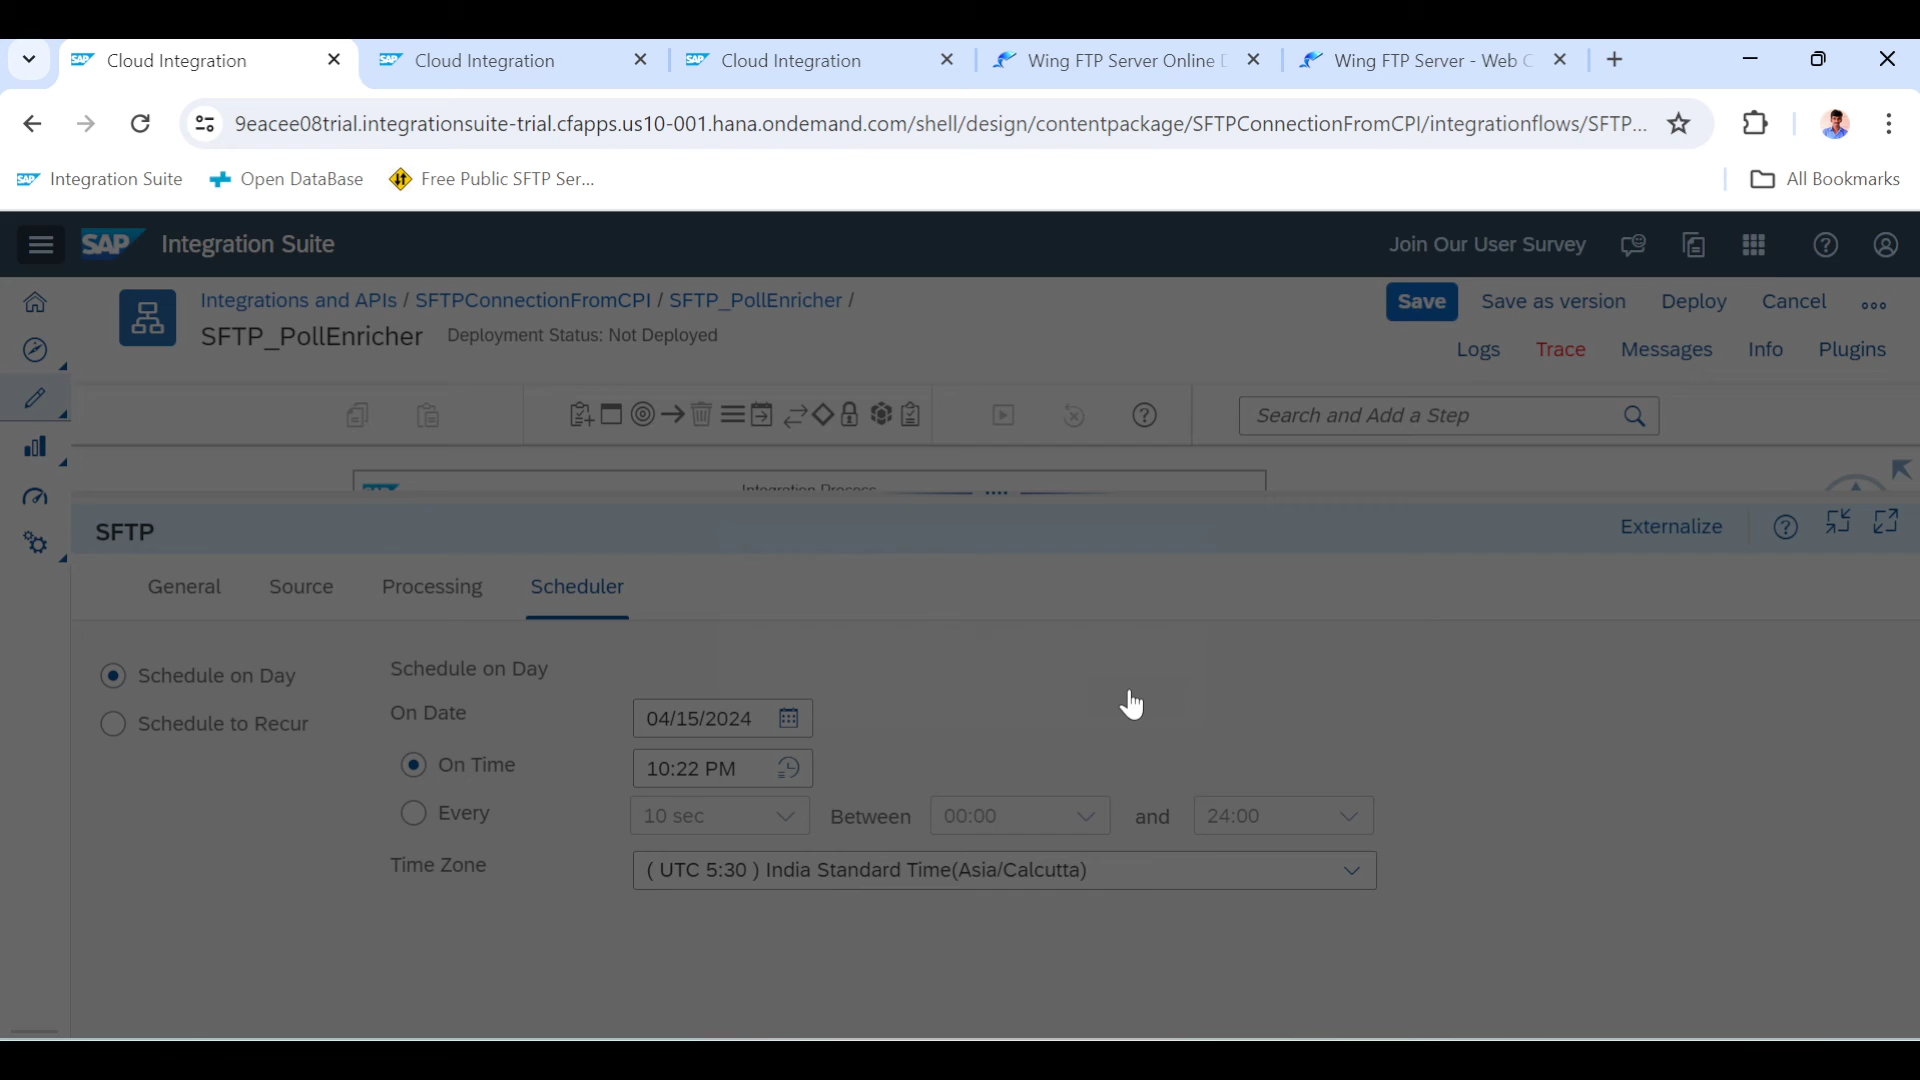 Cloud Integration
Cloud Integration
Cloud Integration
Wing FTP Server Online
Wing FTP Server - Web C
9eacee08trial.integrationsuite-trial.cfapps.us10-001.hana.ondemand.com/shell/design/contentpackage/SFTPConnectionFromCPI/integrationflows/SFTP...
SAP Integration Suite
Open DataBase
Free Public SFTP Ser...
All Bookmarks
SAP Integration Suite
Join Our User Survey
Integrations and APIs / SFTPConnectionFromCPI / SFTP_PollEnricher /
Save Save as version Deploy Cancel
SFTP_PollEnricher Deployment Status: Not Deployed
Logs Trace Messages Info Plugins
Search and Add a Step
Integration Process
SFTP
Externalize
General Source Processing Scheduler
Schedule on Day
Schedule to Recur
Schedule on Day
On Date 04/15/2024
On Time 10:22 PM
Every 10 sec Between 00:00 and 24:00
Time Zone ( UTC 5:30 ) India Standard Time(Asia/Calcutta)